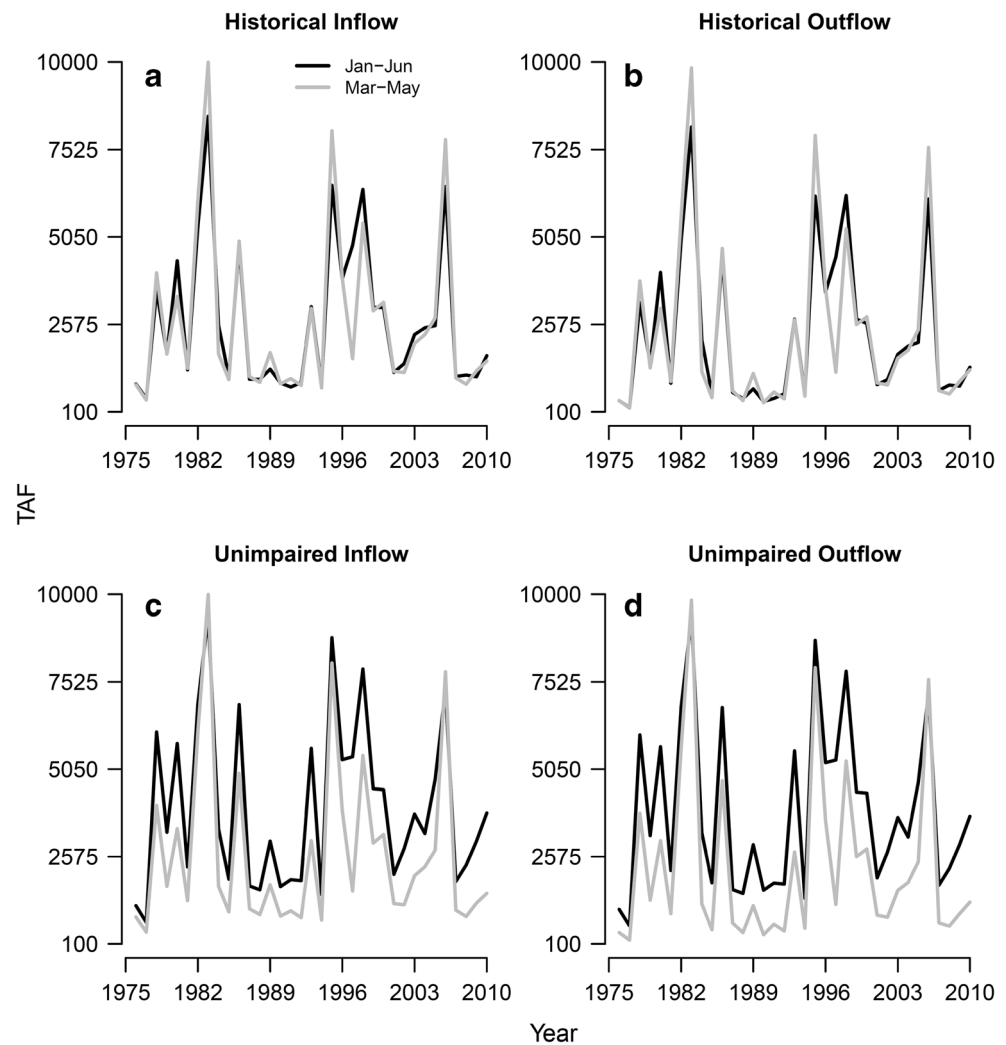 Historical Inflow
Historical Outflow
a
Jan−Jun
Mar−May
b
10000
7525
5050
2575
100
10000
7525
5050
2575
100
1975 1982 1989 1996 2003 2010
1975 1982 1989 1996 2003 2010
TAF
Unimpaired Inflow
Unimpaired Outflow
c
d
10000
7525
5050
2575
100
10000
7525
5050
2575
100
1975 1982 1989 1996 2003 2010
1975 1982 1989 1996 2003 2010
Year